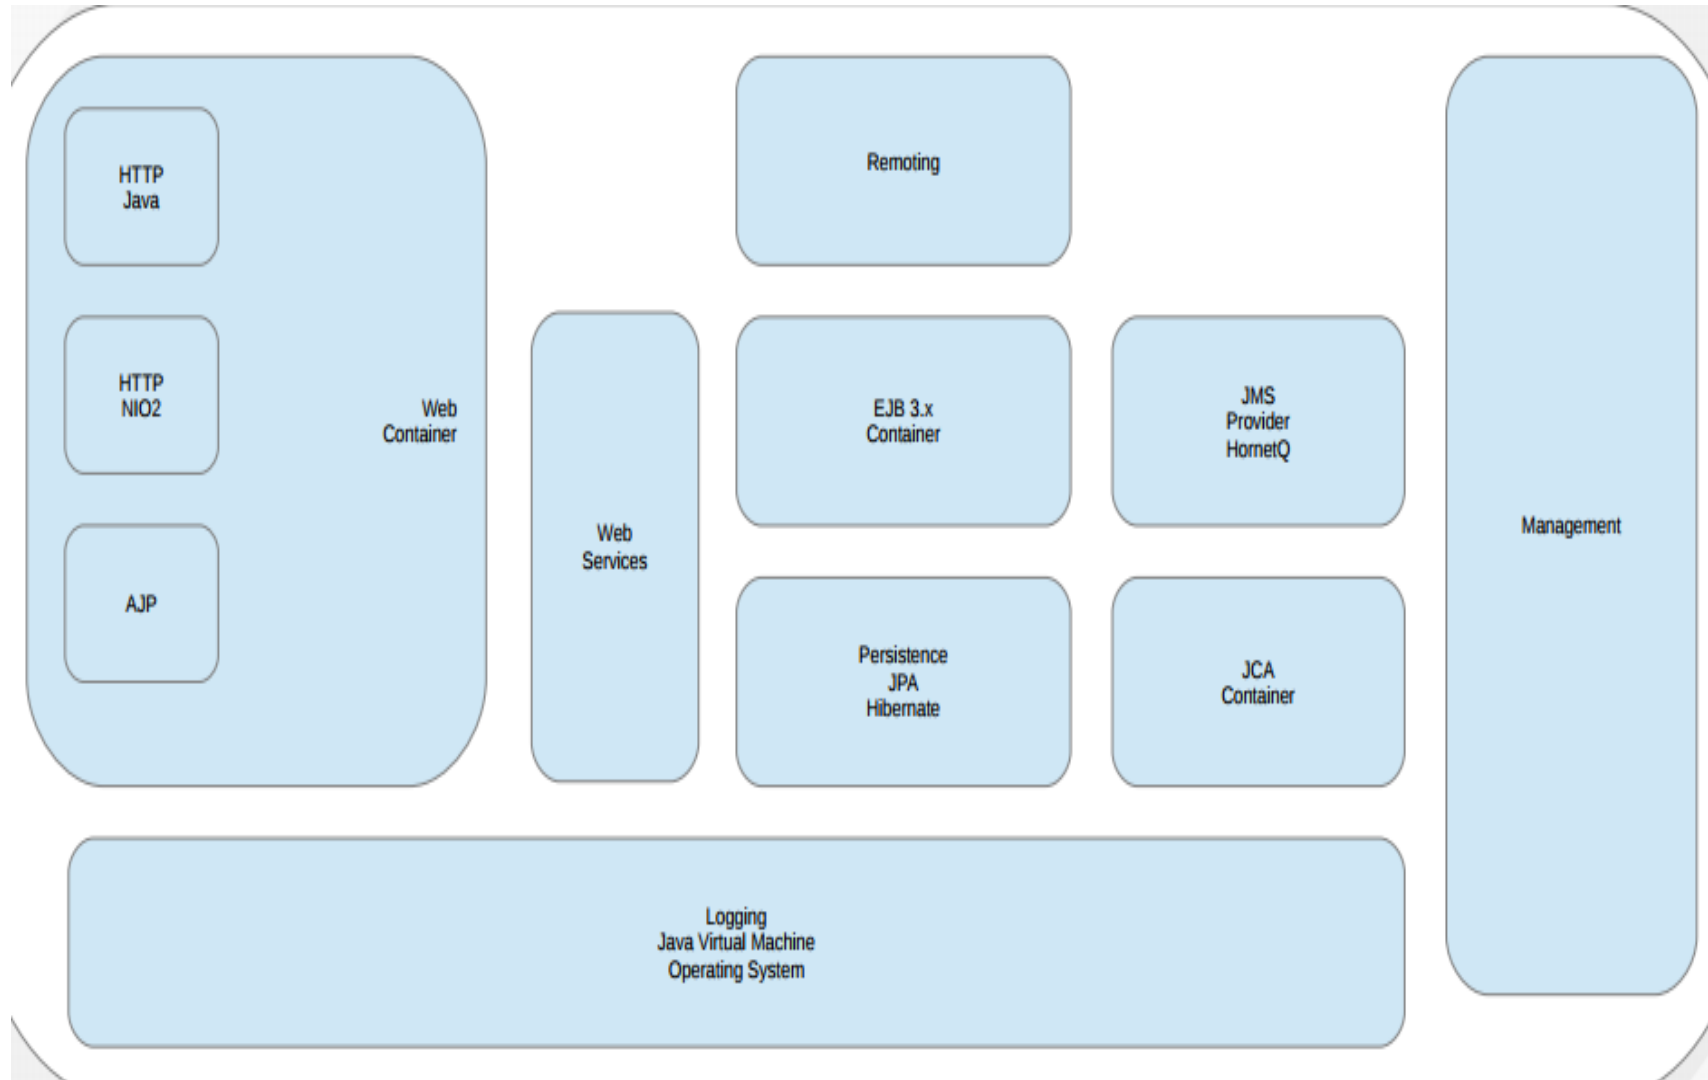 HTTP
Java
HTTP
NIO2
AJP
Web
Container
Web
Services
Remoting
EJB 3.x
Container
Persistence
JPA
Hibernate
JMS
Provider
HornetQ
JCA
Container
Management
Logging
Java Virtual Machine
Operating System